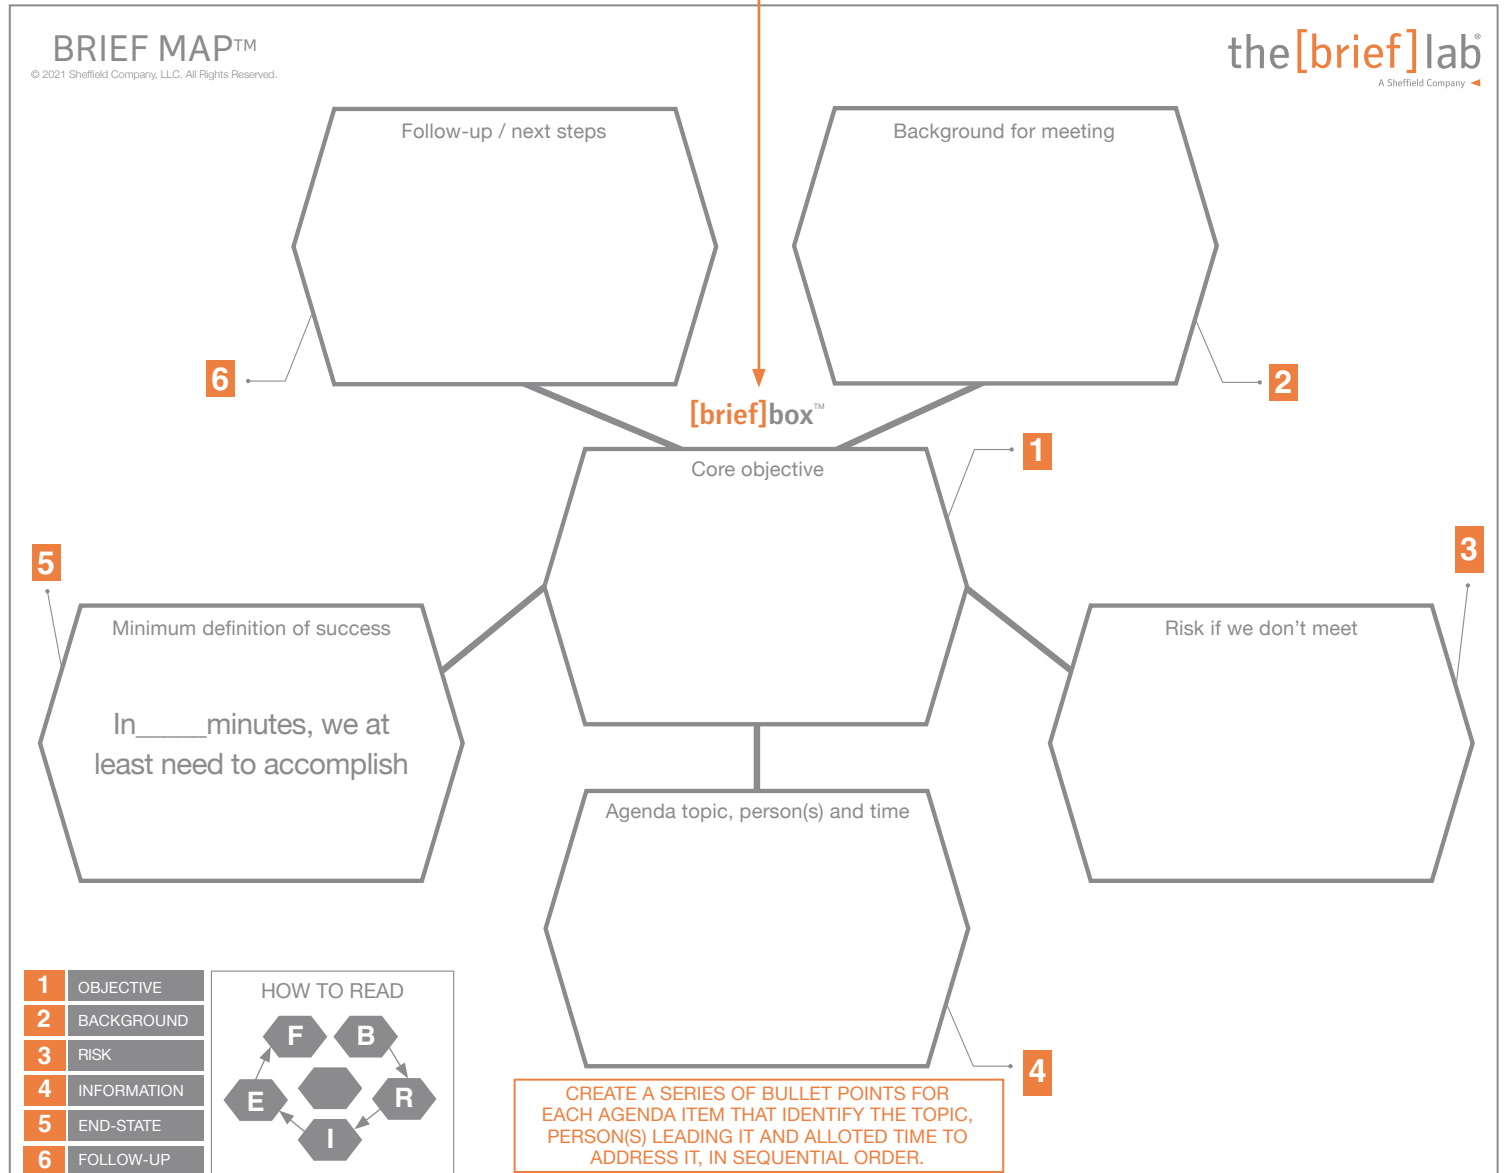 BRIEF MAP™
© 2021 Sheffield Company, LLC. All Rights Reserved.
the[brief]lab®
A Sheffield Company
Follow-up / next steps
Background for meeting
6
2
[brief]box™
1
Core objective
5
3
Minimum definition of success
In_____minutes, we at
least need to accomplish
Risk if we don't meet
Agenda topic, person(s) and time
4
1 OBJECTIVE
2 BACKGROUND
3 RISK
4 INFORMATION
5 END-STATE
6 FOLLOW-UP
HOW TO READ
F B
E R
I
CREATE A SERIES OF BULLET POINTS FOR
EACH AGENDA ITEM THAT IDENTIFY THE TOPIC,
PERSON(S) LEADING IT AND ALLOTED TIME TO
ADDRESS IT, IN SEQUENTIAL ORDER.